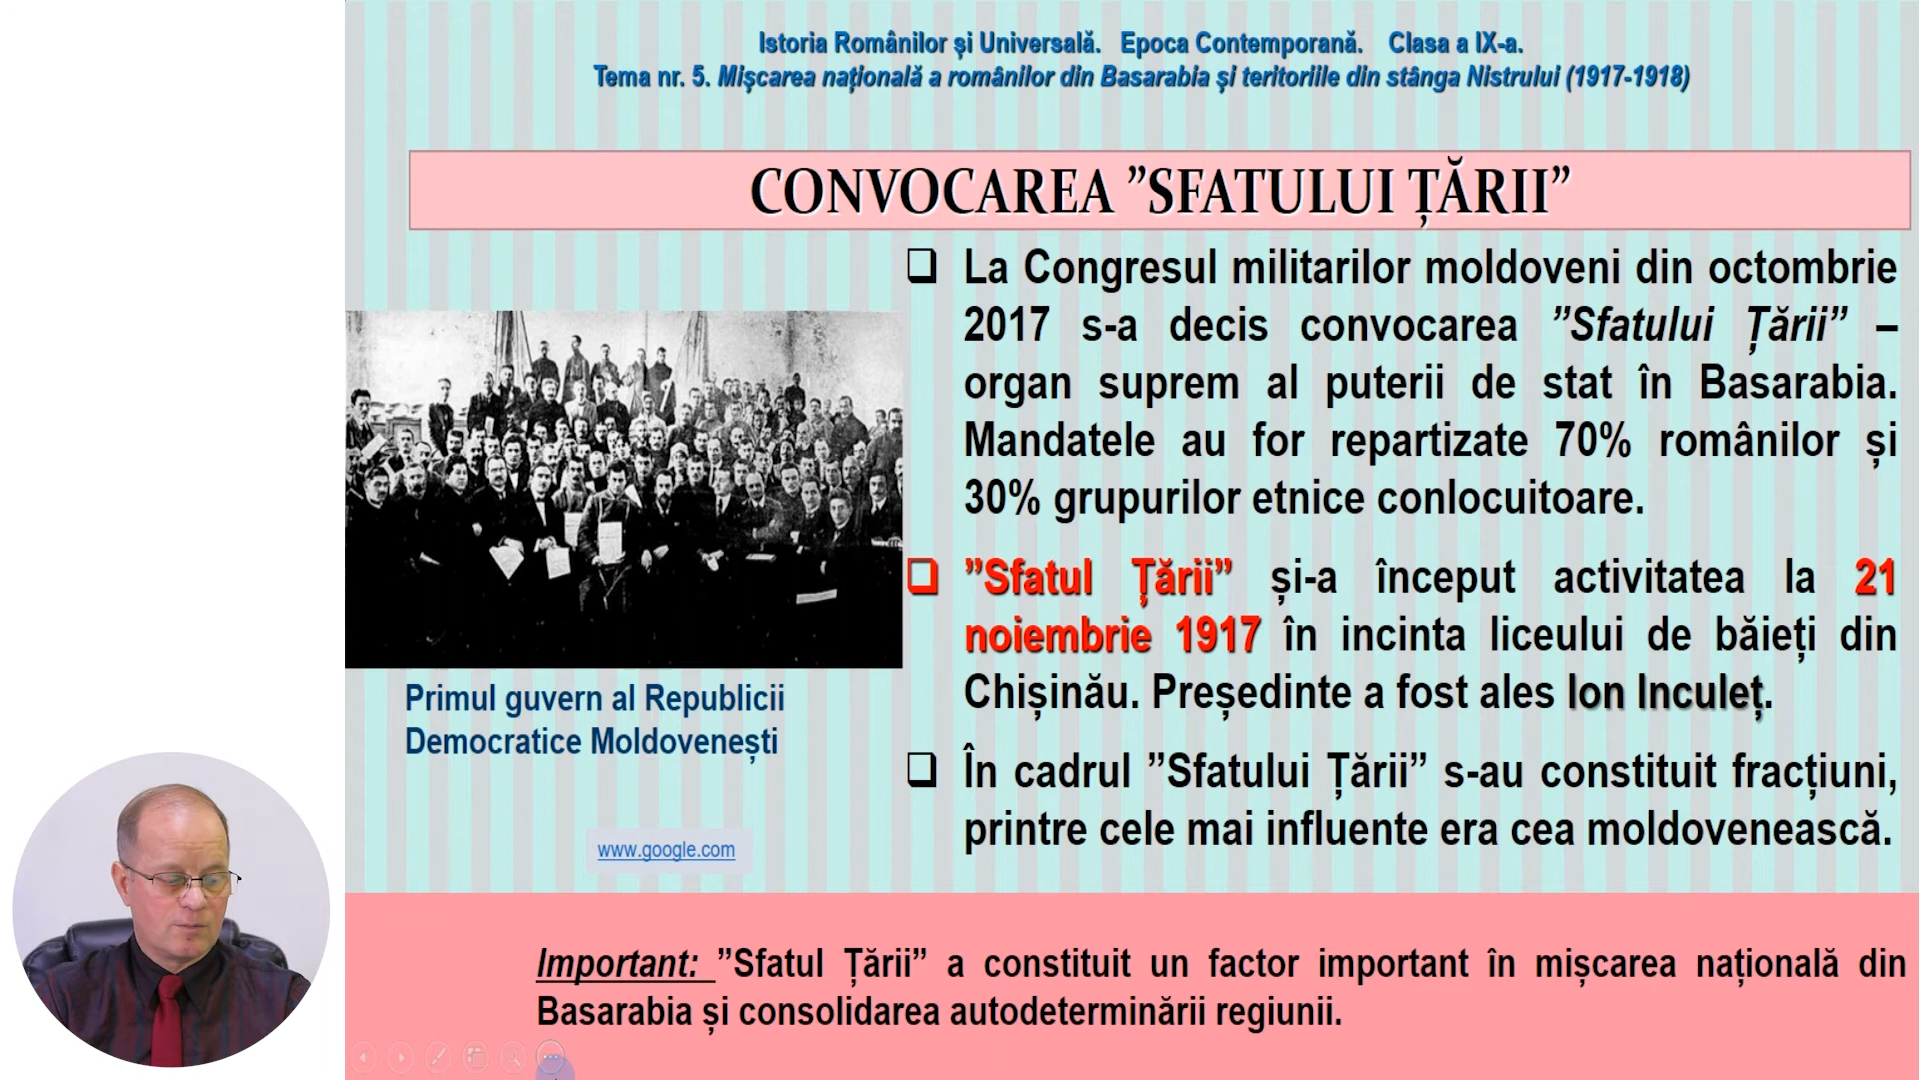 Istoria Românilor și Universală. Epoca Contemporană. Clasa a IX-a.
Tema nr. 5. Mișcarea națională a românilor din Basarabia și teritoriile din stânga Nistrului (1917-1918)
CONVOCAREA ”SFATULUI ȚĂRII”
La Congresul militarilor moldoveni din octombrie
2017 s-a decis convocarea ”Sfatului Țării” –
organ suprem al puterii de stat în Basarabia.
Mandatele au for repartizate 70% românilor și
30% grupurilor etnice conlocuitoare.
”Sfatul Țării” și-a început activitatea la 21
noiembrie 1917 în incinta liceului de băieți din
Chișinău. Președinte a fost ales Ion Inculeț.
În cadrul ”Sfatului Țării” s-au constituit fracțiuni,
printre cele mai influente era cea moldovenească.
Primul guvern al Republicii
Democratice Moldovenești
www.google.com
Important: ”Sfatul Țării” a constituit un factor important în mișcarea națională din
Basarabia și consolidarea autodeterminării regiunii.